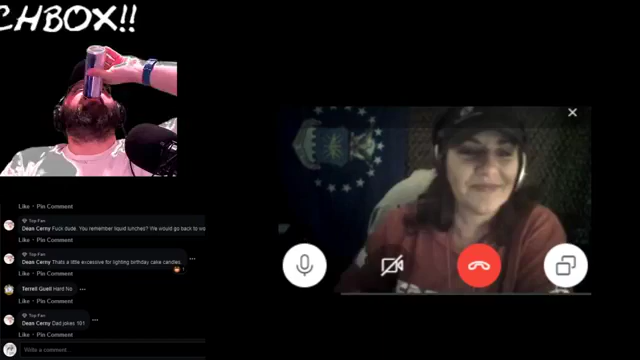 CHBOX!!
Like • Pin Comment
Top Fan
Dean Cerny Fuck dude. You remember liquid lunches? We would go back to wo
Like • Pin Comment
Top Fan
Dean Cerny Thats a little excessive for lighting birthday cake candles.
Like • Pin Comment
Terrell Guell Hard No
Like • Pin Comment
Top Fan
Dean Cerny Dad jokes 101
Like • Pin Comment
Write a comment...